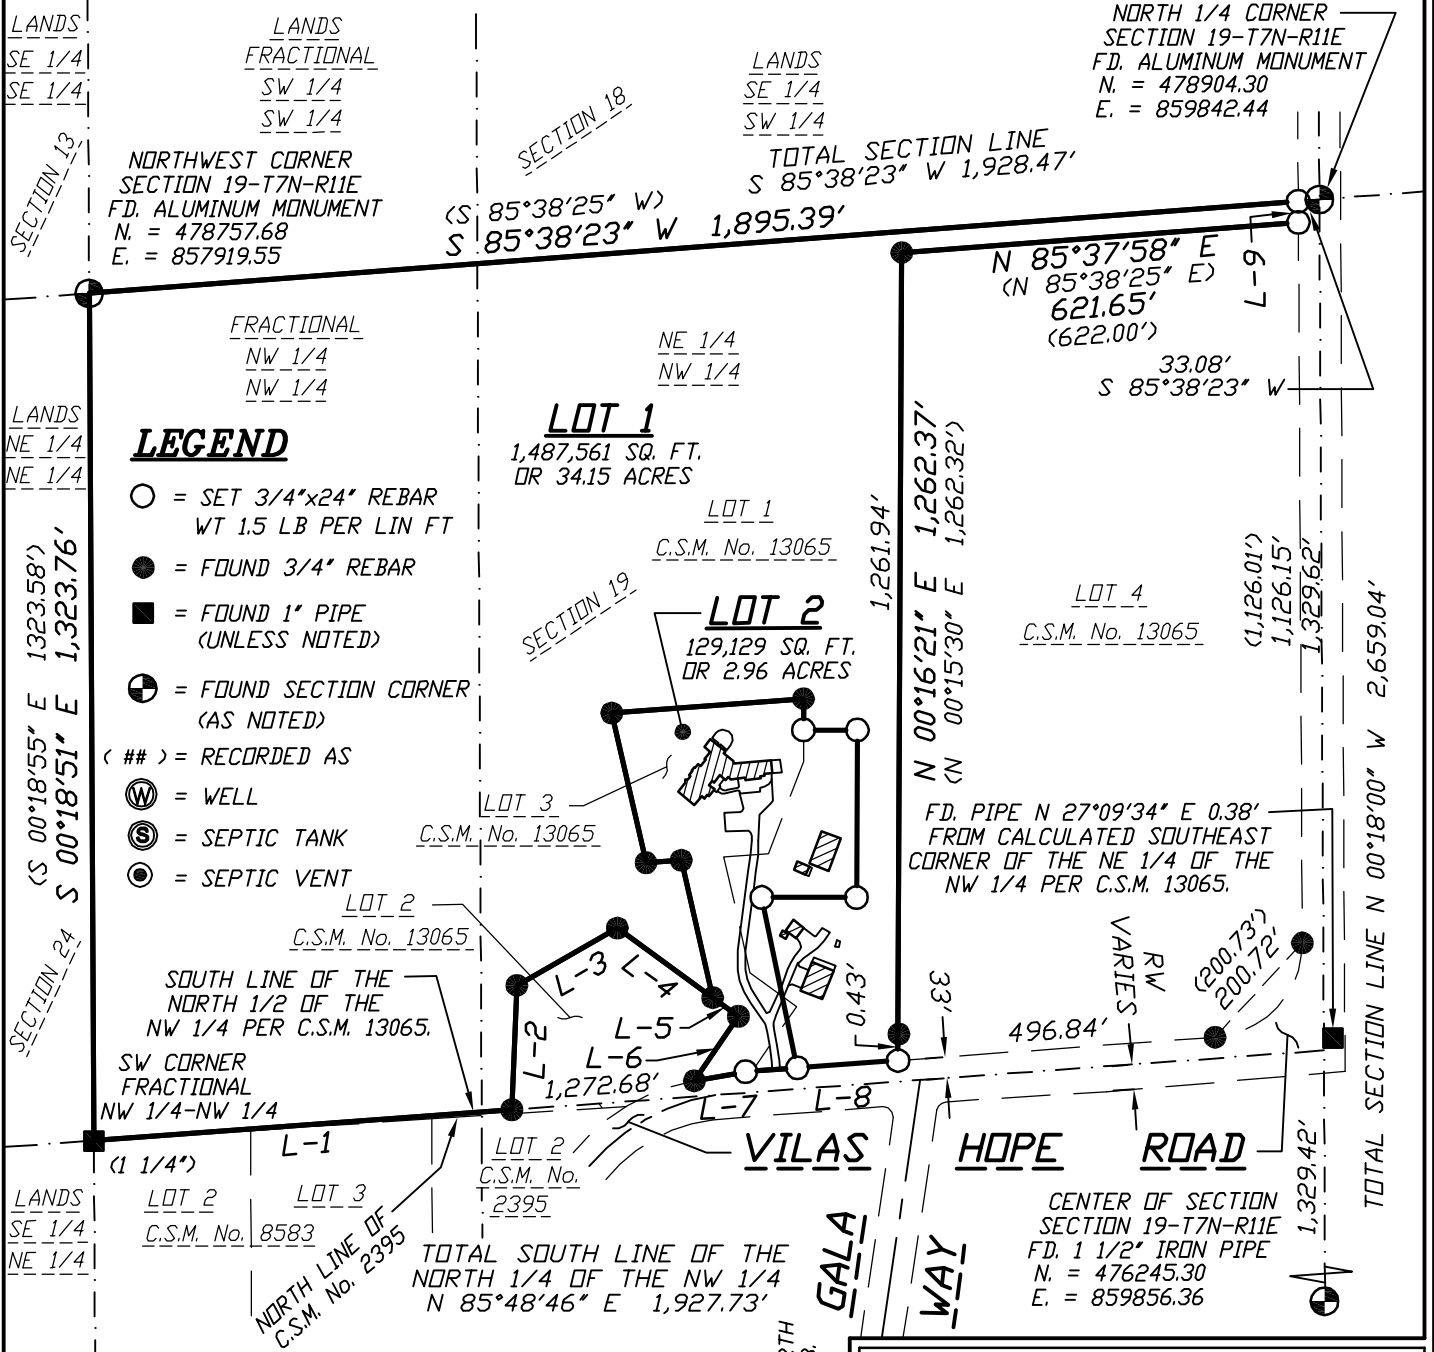 LANDS
SE 1/4
SE 1/4
LANDS
FRACTIONAL
SW 1/4
SW 1/4
SECTION 18
LANDS
SE 1/4
SW 1/4
NORTH 1/4 CORNER
SECTION 19-T7N-R11E
FD. ALUMINUM MONUMENT
N. = 478904.30
E. = 859842.44
SECTION 13
NORTHWEST CORNER
SECTION 19-T7N-R11E
FD. ALUMINUM MONUMENT
N. = 478757.68
E. = 857919.55
TOTAL SECTION LINE
S 85°38'23" W 1,928.47'
(S 85°38'25" W)
S 85°38'23" W 1,895.39'
N 85°37'58" E
(N 85°38'25" E)
621.65'
(622.00')
L-9
33.08'
S 85°38'23" W
FRACTIONAL
NW 1/4
NW 1/4
NE 1/4
NW 1/4
LANDS
NE 1/4
NE 1/4
LEGEND
= SET 3/4"x24" REBAR
WT 1.5 LB PER LIN FT
= FOUND 3/4" REBAR
= FOUND 1" PIPE
(UNLESS NOTED)
= FOUND SECTION CORNER
(AS NOTED)
( ## ) = RECORDED AS
W = WELL
S = SEPTIC TANK
= SEPTIC VENT
LOT 1
1,487,561 SQ. FT.
OR 34.15 ACRES
LOT 1
C.S.M. No. 13065
SECTION 19
LOT 2
129,129 SQ. FT.
OR 2.96 ACRES
1,261.94'
N 00°16'21" E 1,262.37'
(N 00°15'30" E 1,262.32')
LOT 4
C.S.M. No. 13065
(1,126.01')
1,126.15'
1,329.62'
TOTAL SECTION LINE N 00°18'00" W 2,659.04'
(S 00°18'55" E 1323.58')
S 00°18'51" E 1,323.76'
LOT 3
C.S.M. No. 13065
FD. PIPE N 27°09'34" E 0.38'
FROM CALCULATED SOUTHEAST
CORNER OF THE NE 1/4 OF THE
NW 1/4 PER C.S.M. 13065.
LOT 2
C.S.M. No. 13065
SECTION 24
SOUTH LINE OF THE
NORTH 1/2 OF THE
NW 1/4 PER C.S.M. 13065.
SW CORNER
FRACTIONAL
NW 1/4-NW 1/4
L-3
L-4
L-5
L-6
L-2
1,272.68'
0.43'
33'
496.84'
RW
VARIES
(200.73')
200.72'
L-7
L-8
L-1
(1 1/4")
LANDS
SE 1/4
NE 1/4
LOT 2
LOT 3
C.S.M. No. 8583
LOT 2
C.S.M. No.
2395
VILAS HOPE ROAD
NORTH LINE OF
C.S.M. No. 2395
TOTAL SOUTH LINE OF THE
NORTH 1/4 OF THE NW 1/4
N 85°48'46" E 1,927.73'
GALA
WAY
CENTER OF SECTION
SECTION 19-T7N-R11E
FD. 1 1/2" IRON PIPE
N. = 476245.30
E. = 859856.36
1,329.42'